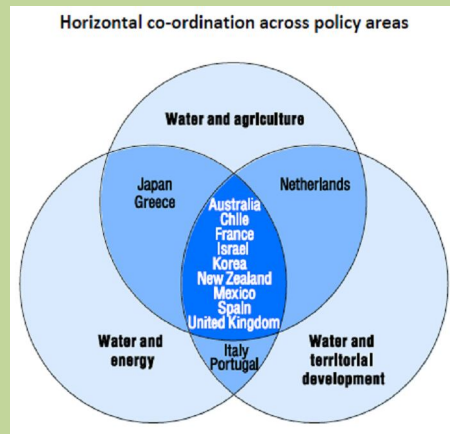 Horizontal co-ordination across policy areas
Water and agriculture
Japan
Greece
Netherlands
Australia
Chile
France
Israel
Korea
New Zealand
Mexico
Spain
United Kingdom
Water and
energy
Italy
Portugal
Water and
territorial
development